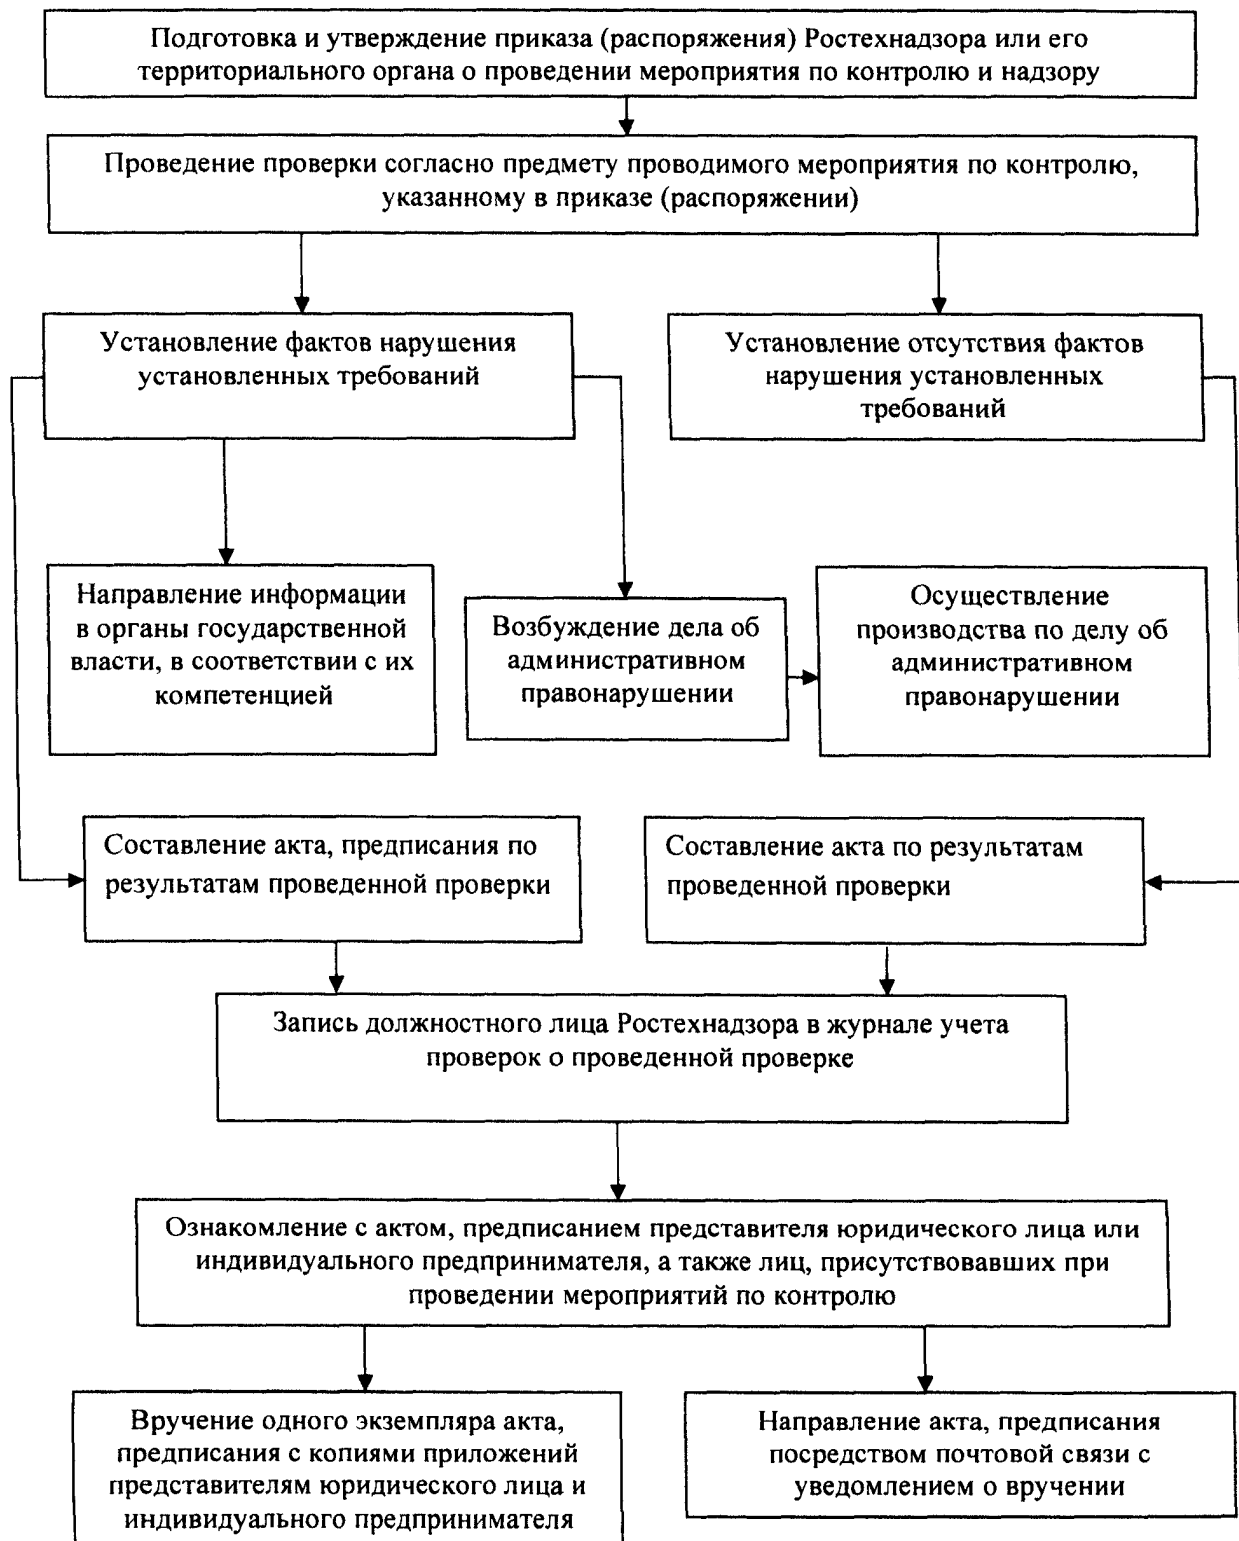 Подготовка и утверждение приказа (распоряжения) Ростехнадзора или его
территориального органа о проведении мероприятия по контролю и надзору
Проведение проверки согласно предмету проводимого мероприятия по контролю,
указанному в приказе (распоряжении)
Установление фактов нарушения
установленных требований
Установление отсутствия фактов
нарушения установленных
требований
Направление информации
в органы государственной
власти, в соответствии с их
компетенцией
Возбуждение дела об
административном
правонарушении
Осуществление
производства по делу об
административном
правонарушении
Составление акта, предписания по
результатам проведенной проверки
Составление акта по результатам
проведенной проверки
Запись должностного лица Ростехнадзора в журнале учета
проверок о проведенной проверке
Ознакомление с актом, предписанием представителя юридического лица или
индивидуального предпринимателя, а также лиц, присутствовавших при
проведении мероприятий по контролю
Вручение одного экземпляра акта,
предписания с копиями приложений
представителям юридического лица и
индивидуального предпринимателя
Направление акта, предписания
посредством почтовой связи с
уведомлением о вручении